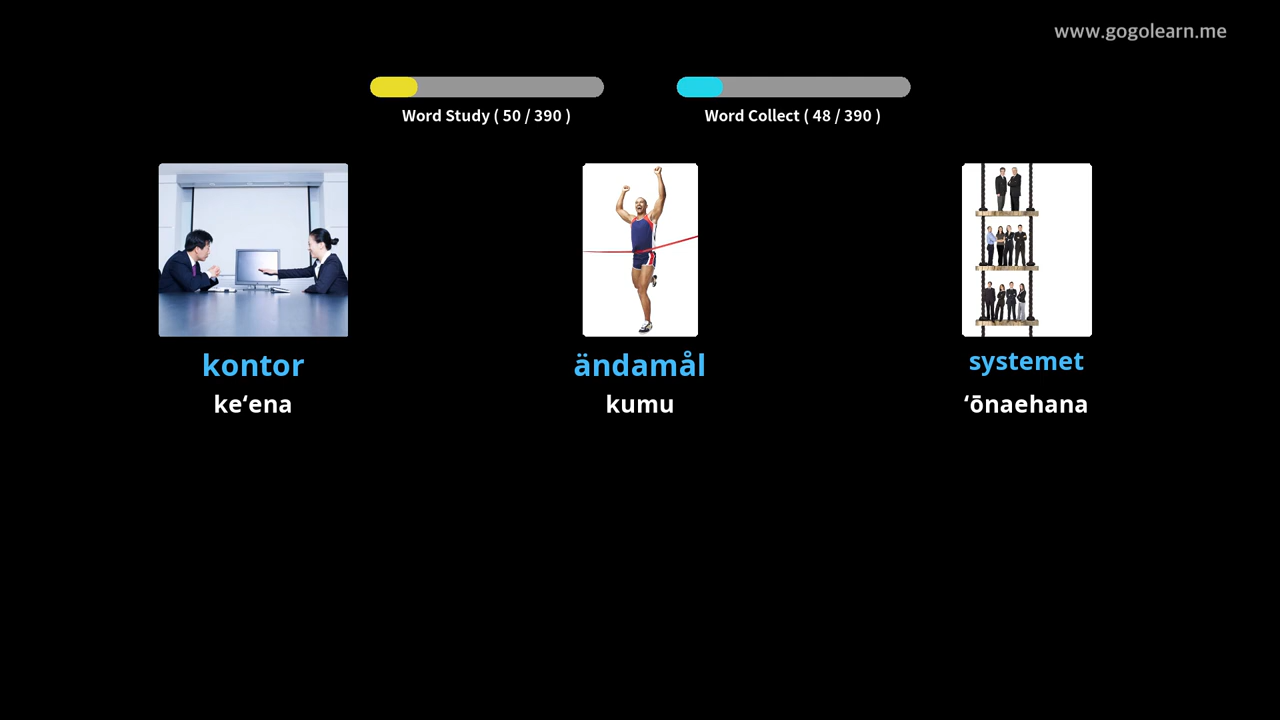 www.gogolearn.me
Word Study ( 50 / 390 )
Word Collect ( 48 / 390 )
kontor
ändamål
systemet
keʻena
kumu
ʻōnaehana